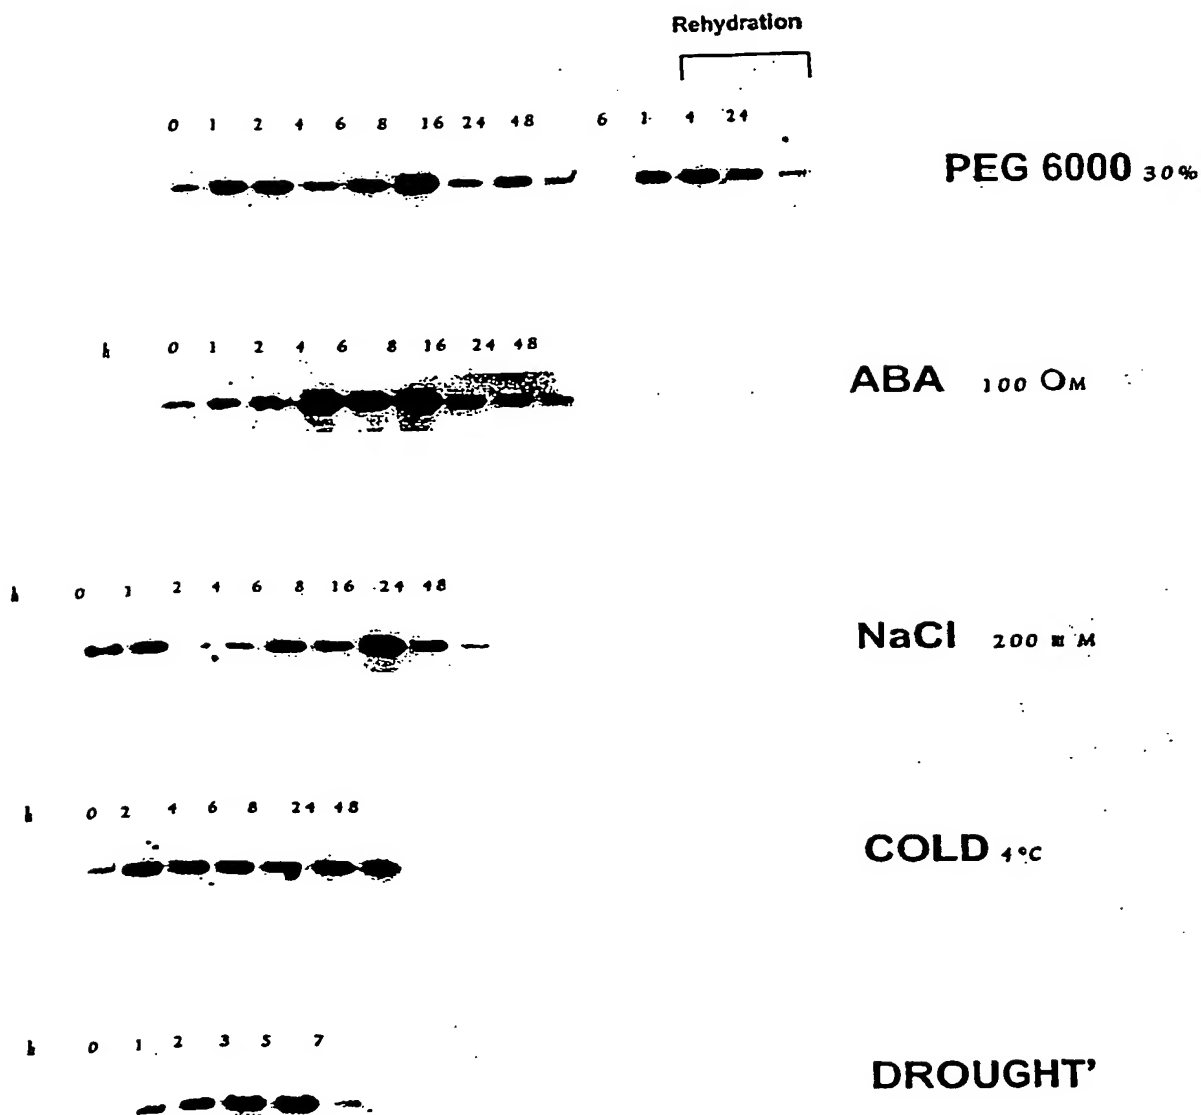 Rehydration
0 1 2 4 6 8 16 24 48 6 1 4 24
PEG 6000 30%
h 0 1 2 4 6 8 16 24 48
ABA 100 OM
h 0 1 2 4 6 8 16 24 48
NaCl 200 m M
h 0 2 4 6 8 24 48
COLD 4°C
h 0 1 2 3 5 7
DROUGHT'